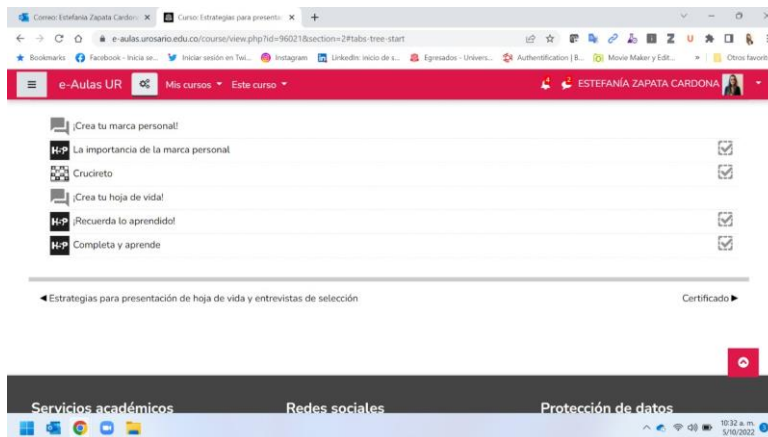 Correo: Estefania Zapata Cardon
Curso: Estrategias para present
e-aulas.urosario.edu.co/course/view.php?id=96021&section=2#tabs-tree-start
Bookmarks Facebook - Inicia se... Iniciar sesión en Twi... Instagram LinkedIn: inicio de s... Egresados - Univers... Authentification | B... Movie Maker y Edit... » Otros favorit
e-Aulas UR Mis cursos Este curso ESTEFANÍA ZAPATA CARDONA
¡Crea tu marca personal!
H-P La importancia de la marca personal
Crucireto
¡Crea tu hoja de vida!
H-P ¡Recuerda lo aprendido!
H-P Completa y aprende
◄ Estrategias para presentación de hoja de vida y entrevistas de selección
Certificado ►
Servicios académicos Redes sociales Protección de datos
10:32 a. m.
5/10/2022